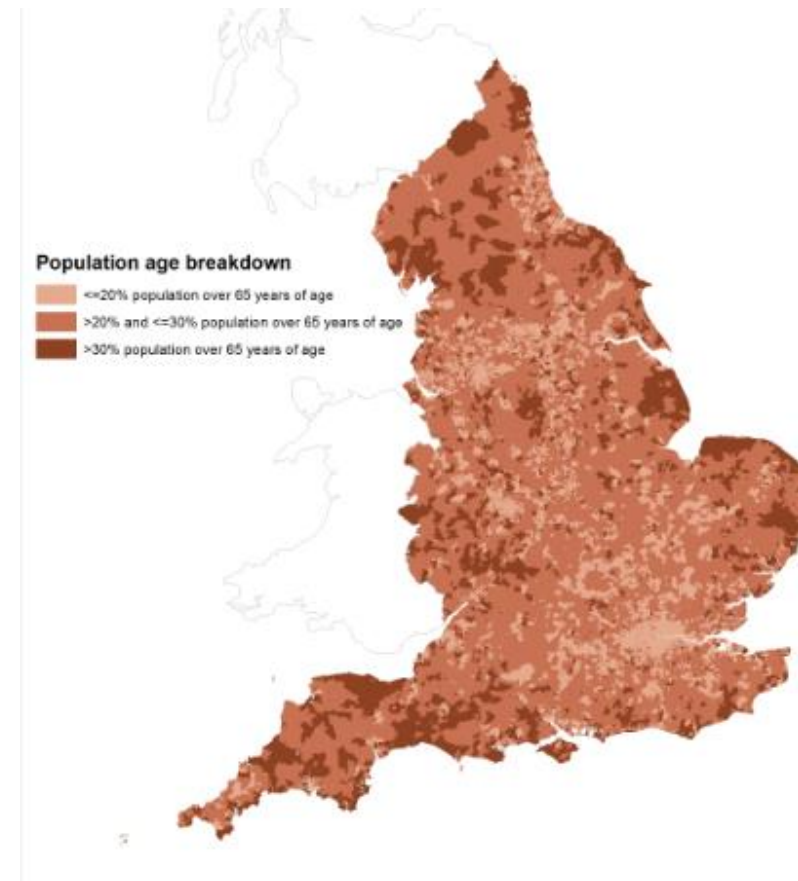 Population age breakdown
<=20% population over 65 years of age
>20% and <=30% population over 65 years of age
>30% population over 65 years of age